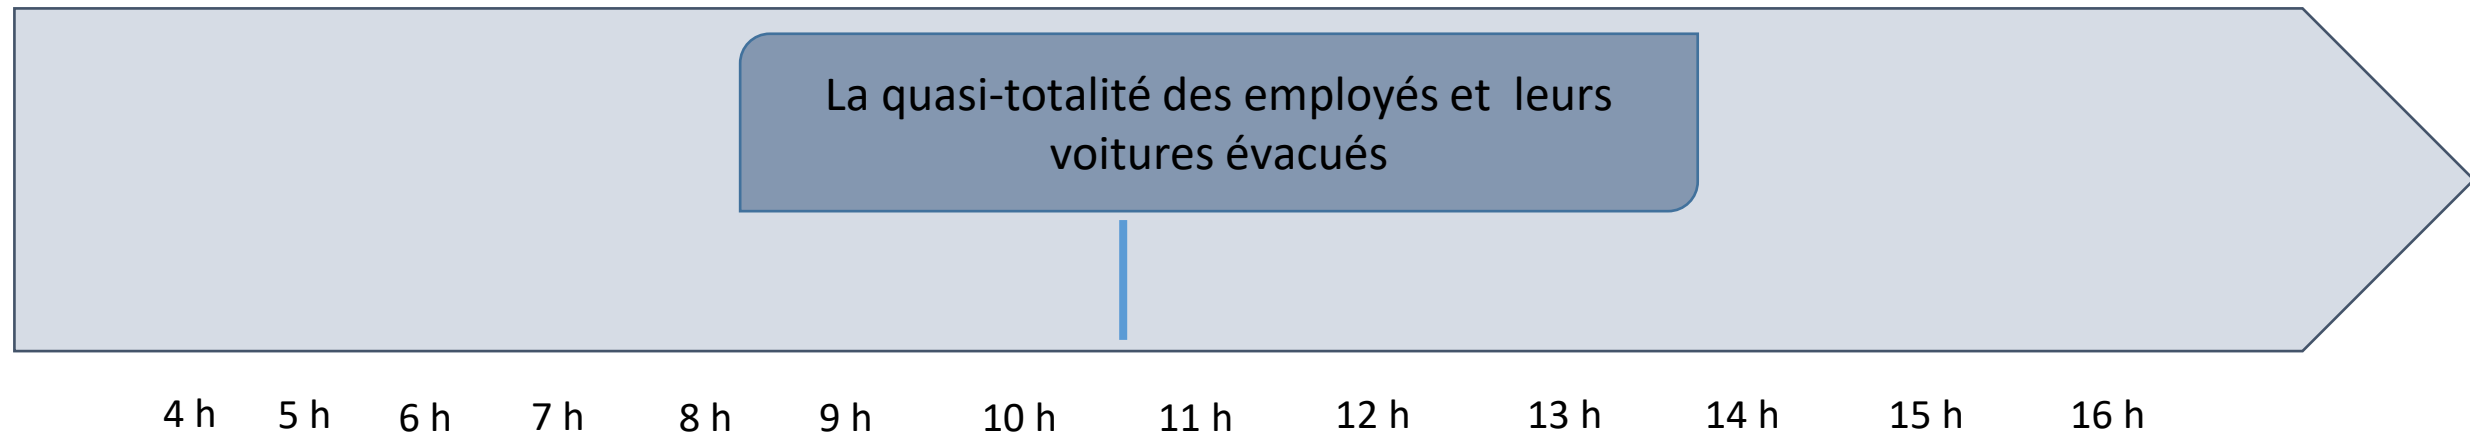 La quasi-totalité des employés et  leurs
voitures évacués
4 h 5 h 6 h 7 h 8 h 9 h 10 h 11 h 12 h 13 h 14 h 15 h 16 h